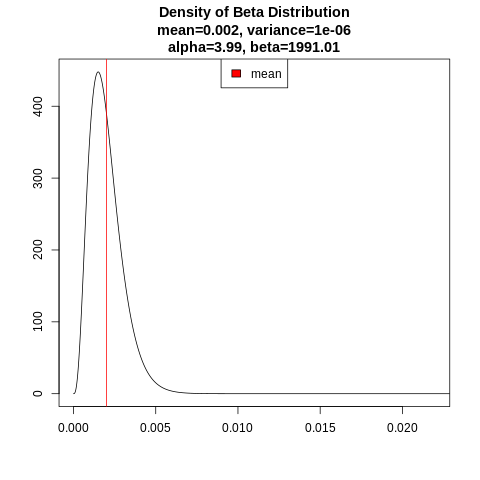 Density of Beta Distribution
mean=0.002, variance=1e-06
alpha=3.99, beta=1991.01
mean
400
300
200
100
0
0.000 0.005 0.010 0.015 0.020